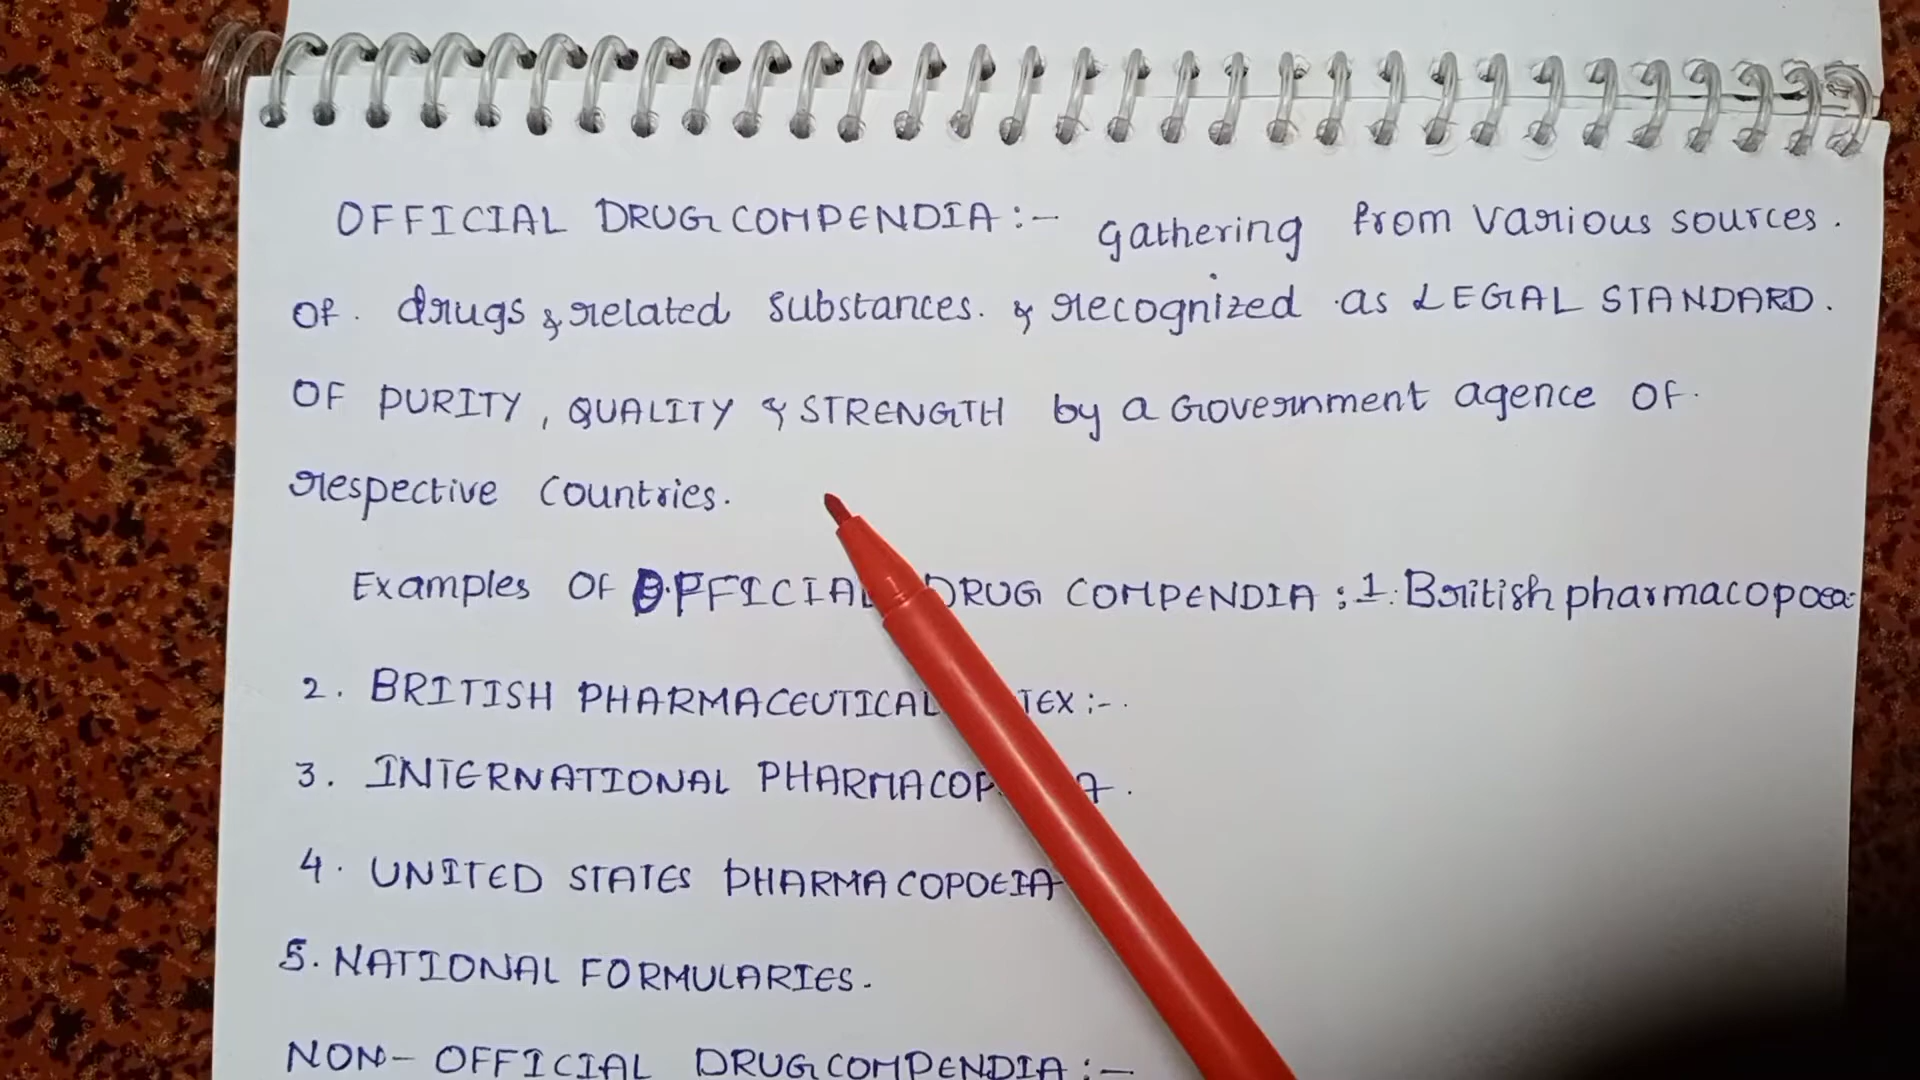 OFFICIAL DRUG COMPENDIA :- gathering from various sources.
of drugs & related substances. & recognized as LEGAL STANDARD.
OF PURITY, QUALITY & STRENGTH by a Government agence of
respective countries.
Examples OF OFFICIAL DRUG COMPENDIA : 1. British pharmacopoea
2. BRITISH PHARMACEUTICAL :-
3. INTERNATIONAL
4. UNITED STATES PHARMACOPOEIA
5. NATIONAL FORMULARIES.
NON- OFFICIAL DRUG COMPENDIA :-